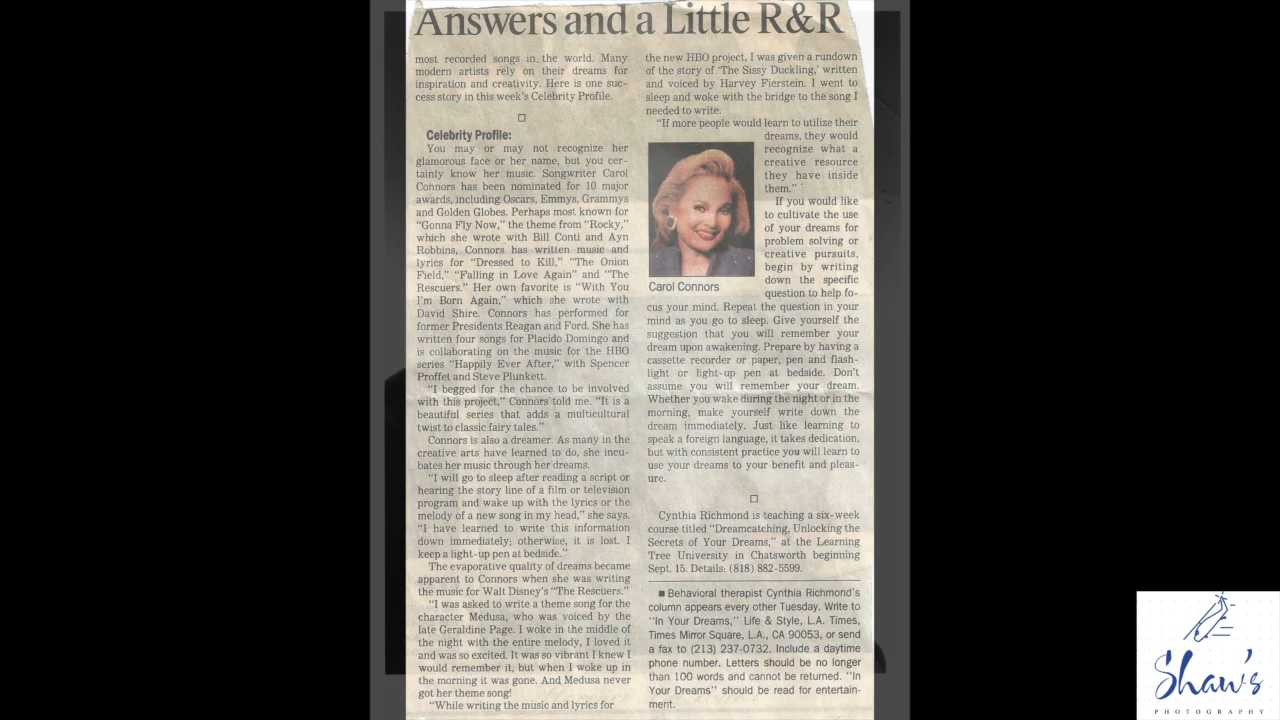 Answers and a Little R&R
most recorded songs in the world. Many
modern artists rely on their dreams for
inspiration and creativity. Here is one suc-
cess story in this week's Celebrity Profile.
Celebrity Profile:
You may or may not recognize her
glamorous face or her name, but you cer-
tainly know her music. Songwriter Carol
Connors has been nominated for 10 major
awards, including Oscars, Emmys, Grammys
and Golden Globes. Perhaps most known for
"Gonna Fly Now," the theme from "Rocky,"
which she wrote with Bill Conti and Ayn
Robbins, Connors has written music and
lyrics for "Dressed to Kill," "The Onion
Field," "Falling in Love Again" and "The
Rescuers." Her own favorite is "With You
I'm Born Again," which she wrote with
David Shire. Connors has performed for
former Presidents Reagan and Ford. She has
written four songs for Placido Domingo and
is collaborating on the music for the HBO
series "Happily Ever After," with Spencer
Proffet and Steve Plunkett.
"I begged for the chance to be involved
with this project," Connors told me. "It is a
beautiful series that adds a multicultural
twist to classic fairy tales."
Connors is also a dreamer. As many in the
creative arts have learned to do, she incu-
bates her music through her dreams.
"I will go to sleep after reading a script or
hearing the story line of a film or television
program and wake up with the lyrics or the
melody of a new song in my head," she says.
"I have learned to write this information
down immediately; otherwise, it is lost. I
keep a light-up pen at bedside."
The evaporative quality of dreams became
apparent to Connors when she was writing
the music for Walt Disney's "The Rescuers."
"I was asked to write a theme song for the
character Medusa, who was voiced by the
late Geraldine Page. I woke in the middle of
the night with the entire melody, I loved it
and was so excited. It was so vibrant I knew I
would remember it, but when I woke up in
the morning it was gone. And Medusa never
got her theme song!
"While writing the music and lyrics for
the new HBO project, I was given a rundown
of the story of 'The Sissy Duckling,' written
and voiced by Harvey Fierstein. I went to
sleep and woke with the bridge to the song I
needed to write.
"If more people would learn to utilize their
dreams, they would
recognize what a
creative resource
they have inside
them."
If you would like
to cultivate the use
of your dreams for
problem solving or
creative pursuits,
begin by writing
down the specific
question to help fo-
Carol Connors
cus your mind. Repeat the question in your
mind as you go to sleep. Give yourself the
suggestion that you will remember your
dream upon awakening. Prepare by having a
cassette recorder or paper, pen and flash-
light or light-up pen at bedside. Don't
assume you will remember your dream.
Whether you wake during the night or in the
morning, make yourself write down the
dream immediately. Just like learning to
speak a foreign language, it takes dedication,
but with consistent practice you will learn to
use your dreams to your benefit and pleas-
ure.
Cynthia Richmond is teaching a six-week
course titled "Dreamcatching, Unlocking the
Secrets of Your Dreams," at the Learning
Tree University in Chatsworth beginning
Sept. 15. Details: (818) 882-5599.
■ Behavioral therapist Cynthia Richmond's
column appears every other Tuesday. Write to
"In Your Dreams," Life & Style, L.A. Times,
Times Mirror Square, L.A., CA 90053, or send
a fax to (213) 237-0732. Include a daytime
phone number. Letters should be no longer
than 100 words and cannot be returned. "In
Your Dreams" should be read for entertain-
ment.
Shaw's
PHOTOGRAPHY